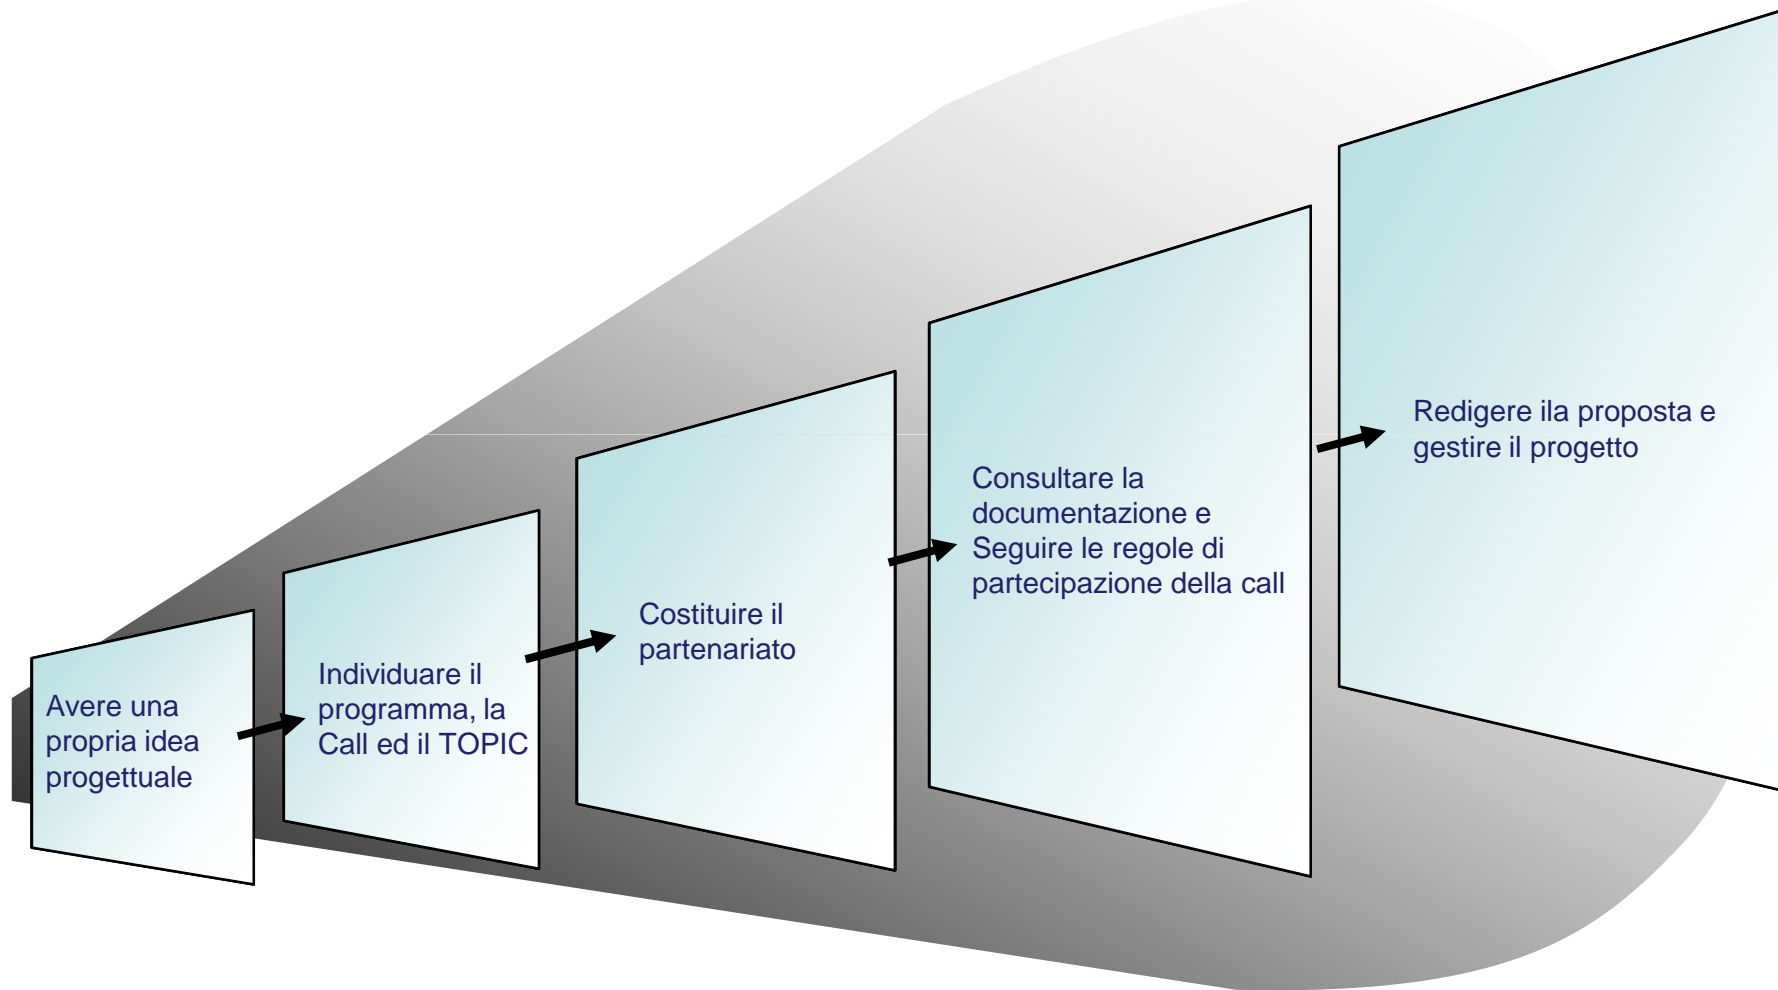 Avere una
propria idea
progettuale
Individuare il
programma, la
Call ed il TOPIC
Costituire il
partenariato
Consultare la
documentazione e
Seguire le regole di
partecipazione della call
Redigere ila proposta e
gestire il progetto